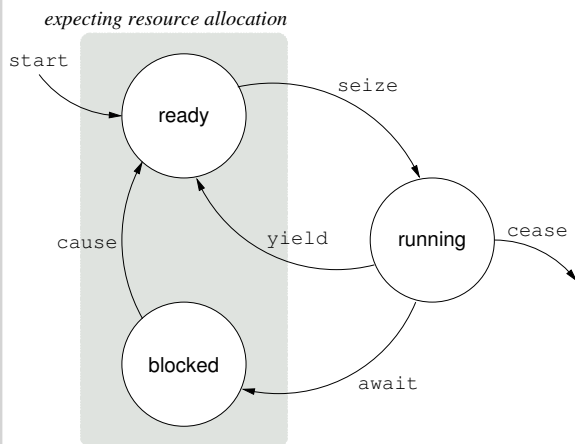 expecting resource allocation
start
ready
seize
cause
yield
running
cease
blocked
await